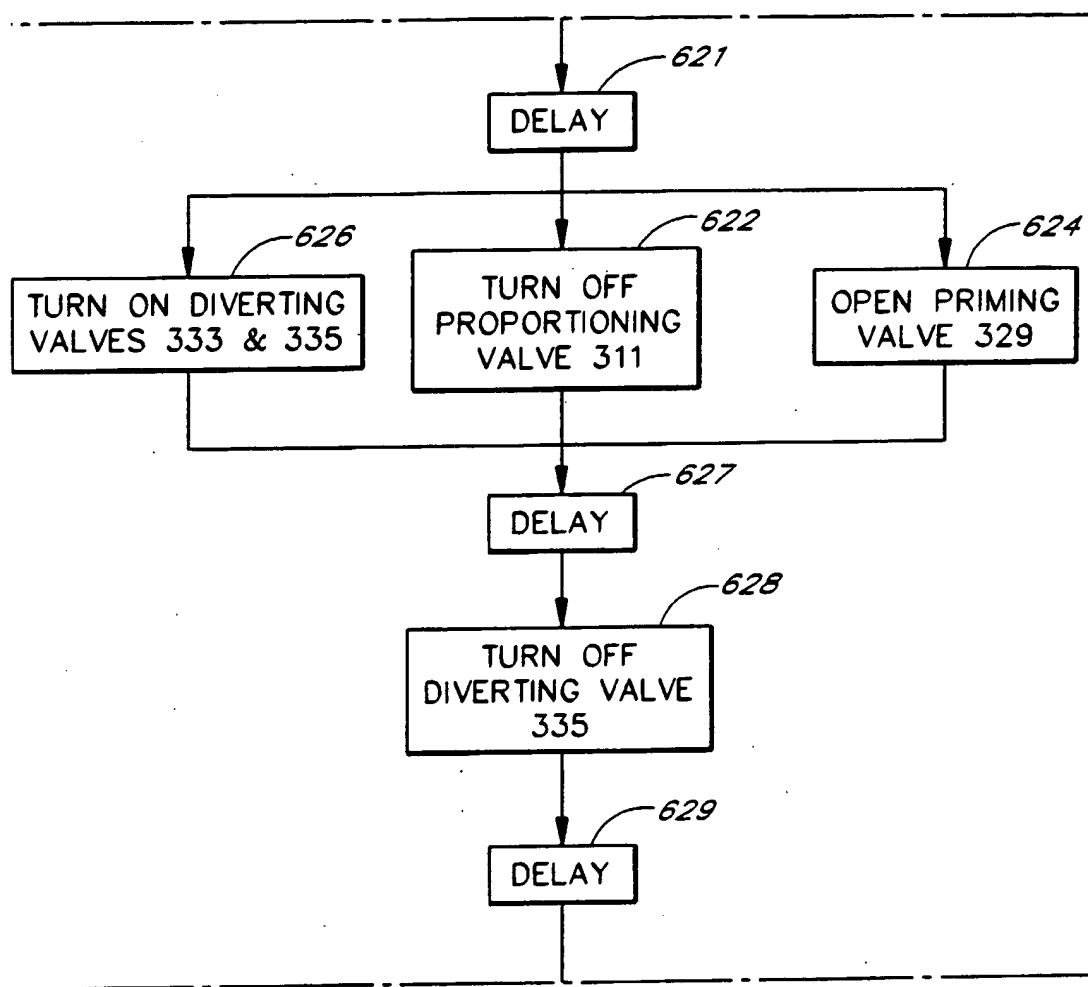 621
DELAY
626
622
624
TURN ON DIVERTING
VALVES 333 & 335
TURN OFF
PROPORTIONING
VALVE 311
OPEN PRIMING
VALVE 329
627
DELAY
628
TURN OFF
DIVERTING VALVE
335
629
DELAY